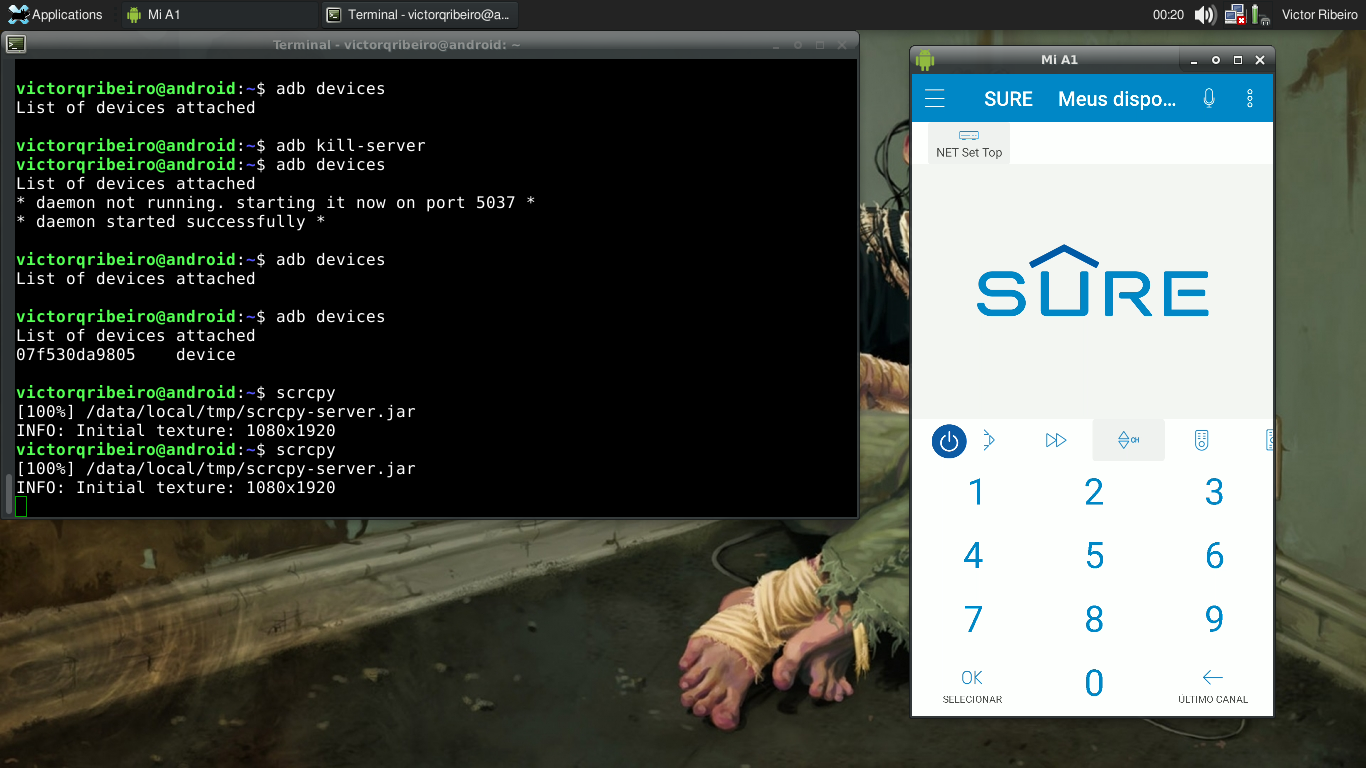 Applications
Mi A1
Terminal - victorqribeiro@a...
00:20
Victor Ribeiro
Terminal - victorqribeiro@android: ~
victorqribeiro@android:~$ adb devices
List of devices attached
victorqribeiro@android:~$ adb kill-server
victorqribeiro@android:~$ adb devices
List of devices attached
* daemon not running. starting it now on port 5037 *
* daemon started successfully *
victorqribeiro@android:~$ adb devices
List of devices attached
victorqribeiro@android:~$ adb devices
List of devices attached
07f530da9805    device
victorqribeiro@android:~$ scrcpy
[100%] /data/local/tmp/scrcpy-server.jar
INFO: Initial texture: 1080x1920
victorqribeiro@android:~$ scrcpy
[100%] /data/local/tmp/scrcpy-server.jar
INFO: Initial texture: 1080x1920
Mi A1
SURE Meus dispo...
NET Set Top
SURE
CH
1 2 3
4 5 6
7 8 9
OK 0
SELECIONAR ÚLTIMO CANAL